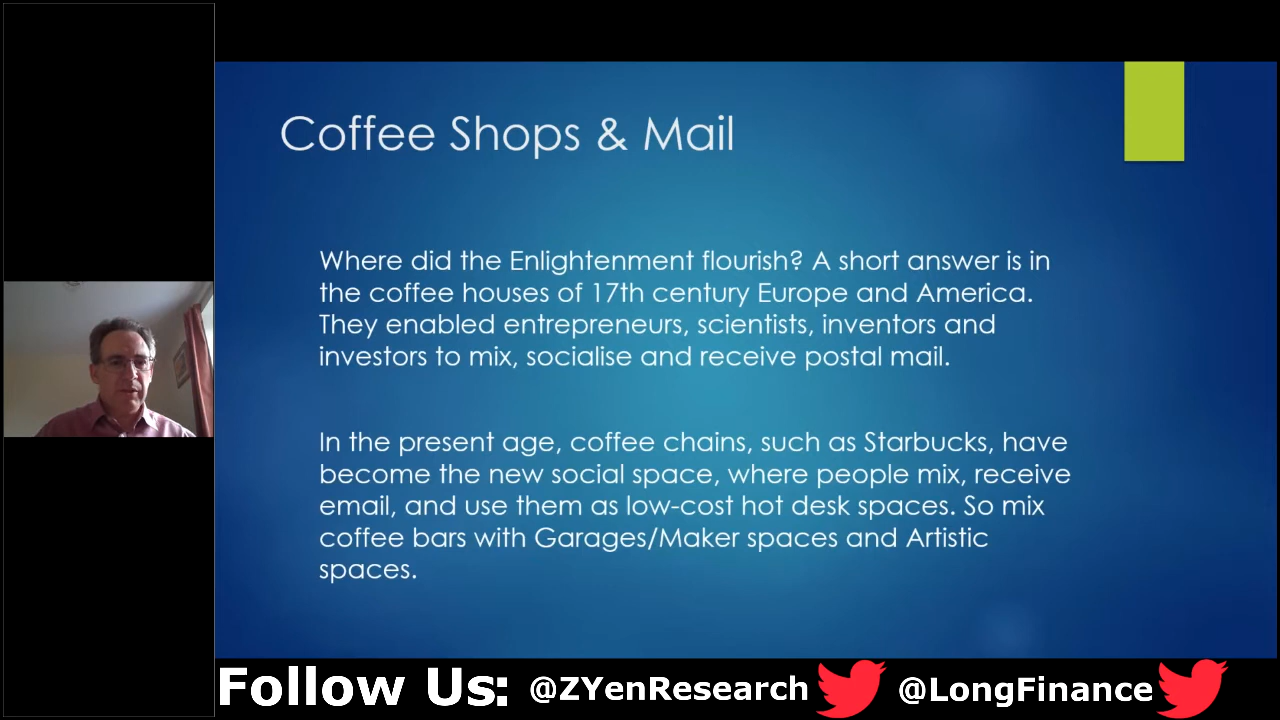 Coffee Shops & Mail
Where did the Enlightenment flourish? A short answer is in
the coffee houses of 17th century Europe and America.
They enabled entrepreneurs, scientists, inventors and
investors to mix, socialise and receive postal mail.
In the present age, coffee chains, such as Starbucks, have
become the new social space, where people mix, receive
email, and use them as low-cost hot desk spaces. So mix
coffee bars with Garages/Maker spaces and Artistic
spaces.
Follow Us: @ZYenResearch @LongFinance